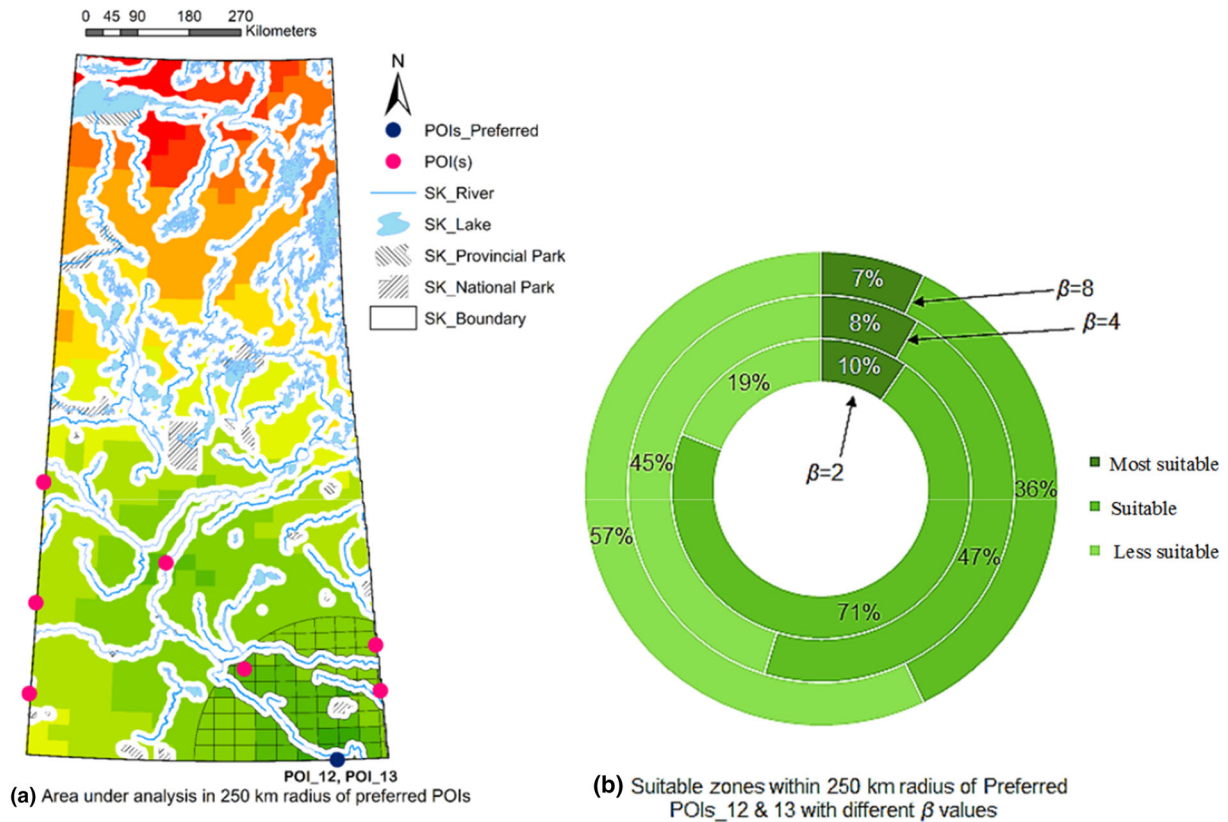 0 45 90 180 270
Kilometers
N
POIs_Preferred
POI(s)
SK_River
SK_Lake
SK_Provincial Park
SK_National Park
SK_Boundary
POI_12, POI_13
(a) Area under analysis in 250 km radius of preferred POIs
7%
8%
10%
19%
45%
57%
36%
47%
71%
β=8
β=4
β=2
Most suitable
Suitable
Less suitable
(b) Suitable zones within 250 km radius of Preferred
POIs_12 & 13 with different β values